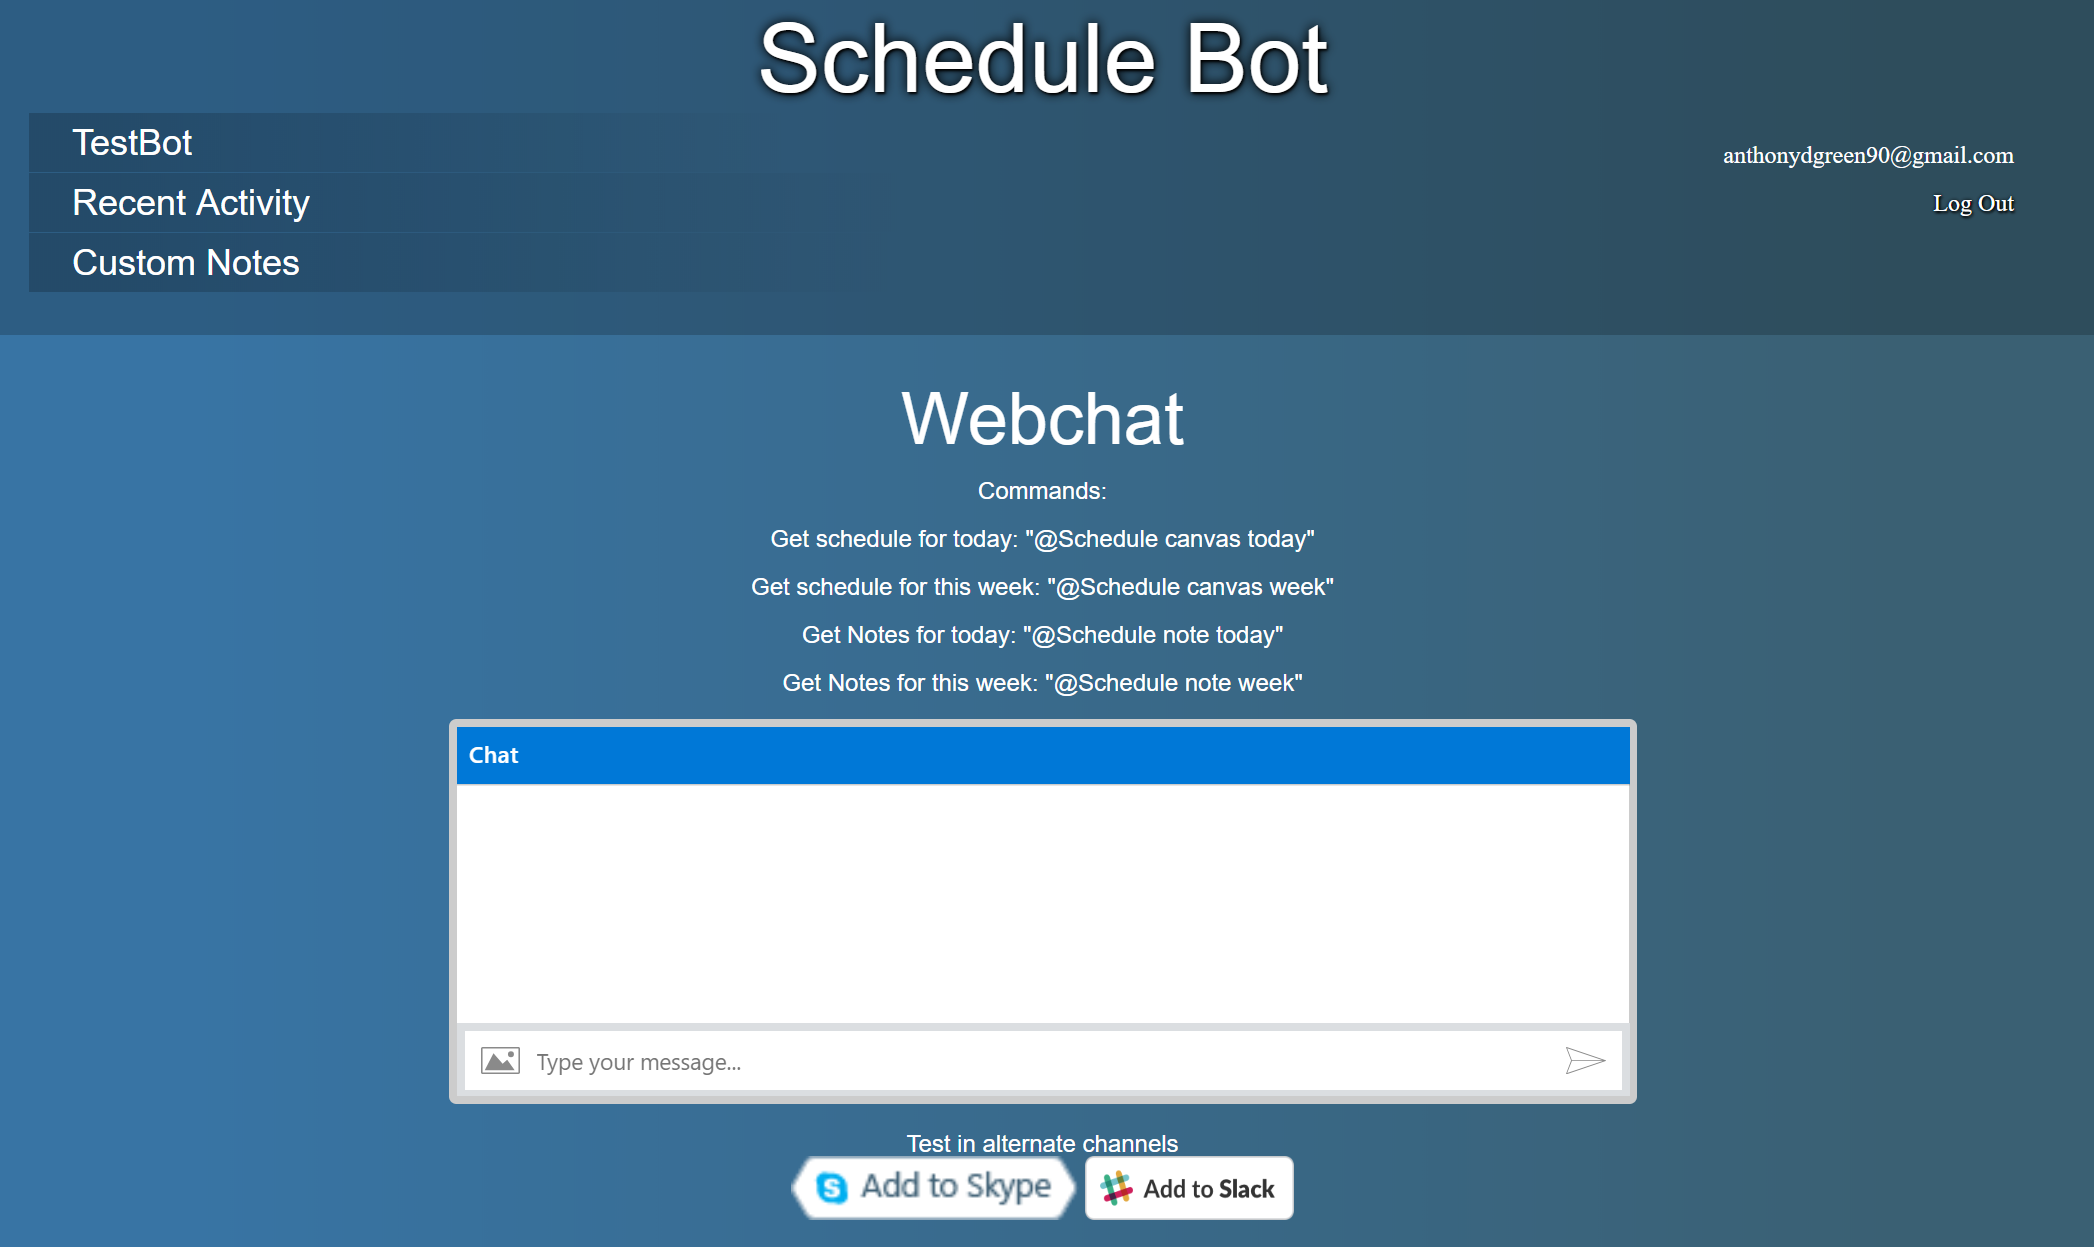 Schedule Bot
TestBot
Recent Activity
Custom Notes
anthonydgreen90@gmail.com
Log Out
Webchat
Commands:
Get schedule for today: "@Schedule canvas today"
Get schedule for this week: "@Schedule canvas week"
Get Notes for today: "@Schedule note today"
Get Notes for this week: "@Schedule note week"
Chat
Type your message...
Test in alternate channels
Add to Skype
Add to Slack